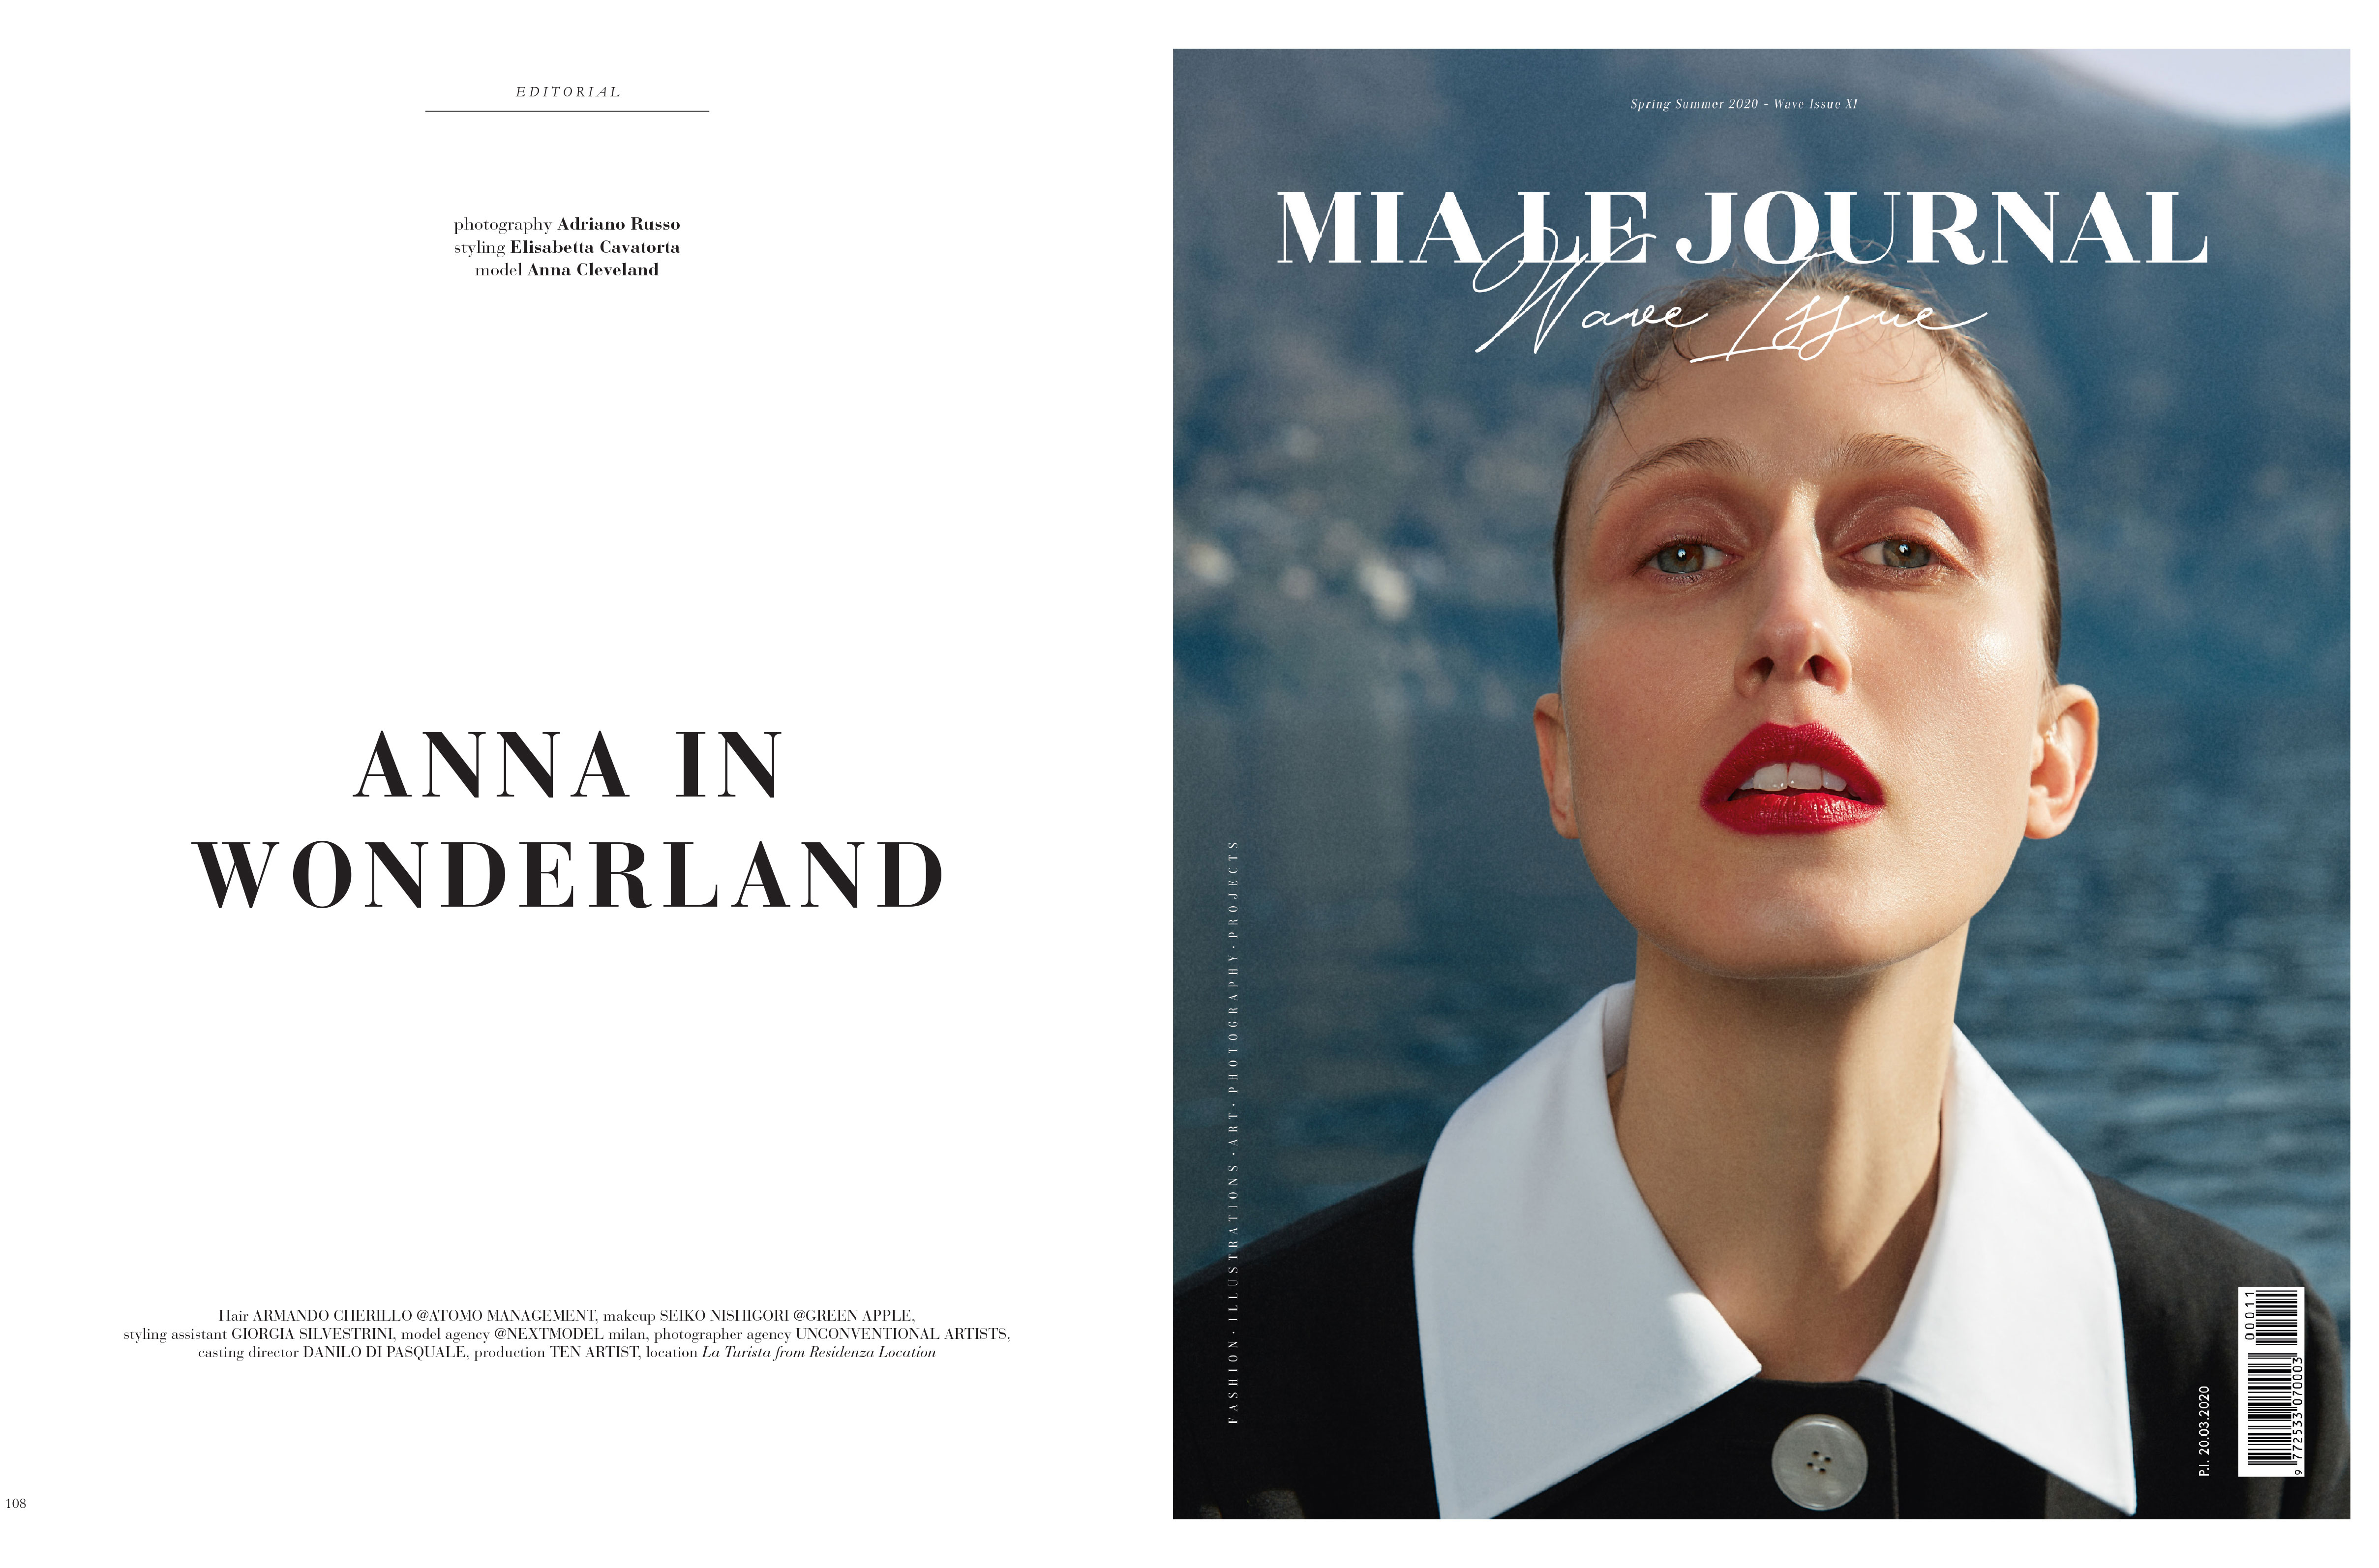 EDITORIAL
photography Adriano Russo
styling Elisabetta Cavatorta
model Anna Cleveland
ANNA IN
WONDERLAND
Hair ARMANDO CHERILLO @ATOMO MANAGEMENT, makeup SEIKO NISHIGORI @GREEN APPLE,
styling assistant GIORGIA SILVESTRINI, model agency @NEXTMODEL milan, photographer agency UNCONVENTIONAL ARTISTS,
casting director DANILO DI PASQUALE, production TEN ARTIST, location La Turista from Residenza Location
108
Spring Summer 2020 - Wave Issue XI
MIA LE JOURNAL
Wave Issue
FASHION · ILLUSTRATIONS · ART · PHOTOGRAPHY · PROJECTS
P.I. 20.03.2020
00011
9 772533 070003